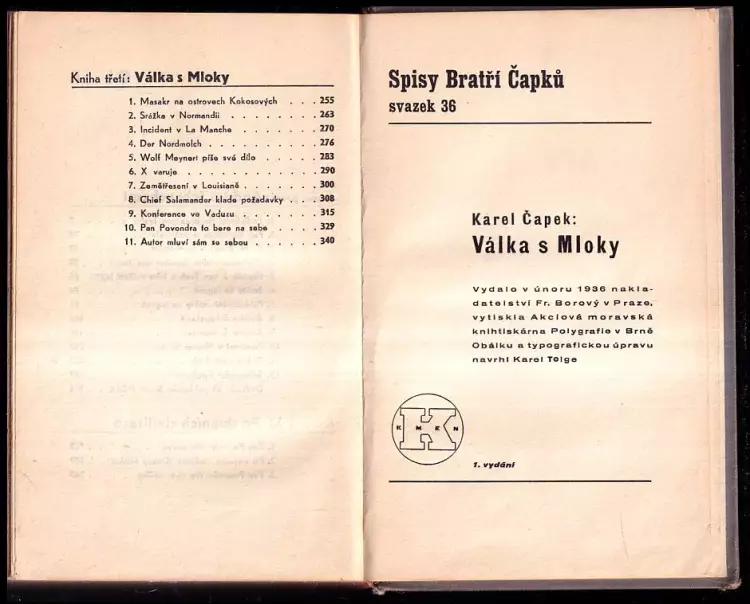 Kniha třetí: Válka s Mloky
1. Masakr na ostrovech Kokosových . . . 255
2. Srážka v Normandii . . . . . . . 263
3. Incident v La Manche . . . . . . . 270
4. Der Nordmolch . . . . . . . . . 276
5. Wolf Meynert píše své dílo . . . . . 283
6. X varuje . . . . . . . . . . . 290
7. Zemětřesení v Louisianě . . . . . . 300
8. Chief Salamander klade požadavky . . . 308
9. Konference ve Vaduzu . . . . . . . 315
10. Pan Povondra to bere na sebe . . . . 329
11. Autor mluví sám se sebou . . . . . . 340
Spisy Bratří Čapků
svazek 36
Karel Čapek:
Válka s Mloky
Vydalo v únoru 1936 nakla-
datelství Fr. Borový v Praze,
vytiskla Akciová moravská
knihtiskárna Polygrafie v Brně
Obálku a typografickou úpravu
navrhl Karel Teige
KMEN
1. vydání